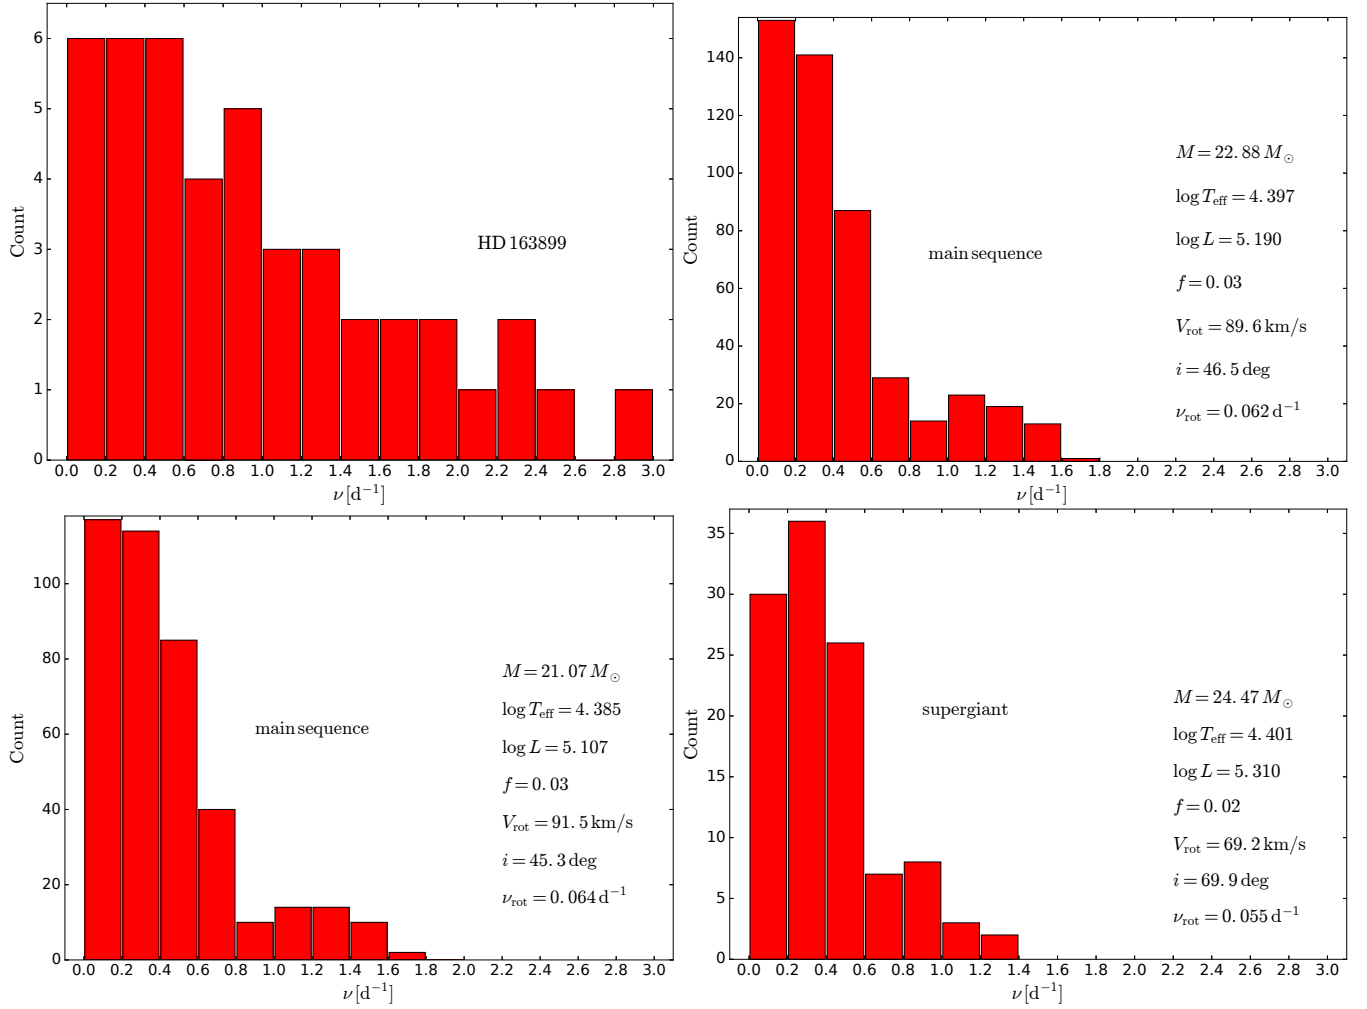 6
5
4
3
2
1
0
Count
HD 163899
0.0 0.2 0.4 0.6 0.8 1.0 1.2 1.4 1.6 1.8 2.0 2.2 2.4 2.6 2.8 3.0
ν [d⁻¹]
140
120
100
80
60
40
20
0
Count
main sequence
M = 22.88 M⊙
log Teff = 4.397
log L = 5.190
f = 0.03
Vrot = 89.6 km/s
i = 46.5 deg
νrot = 0.062 d⁻¹
0.0 0.2 0.4 0.6 0.8 1.0 1.2 1.4 1.6 1.8 2.0 2.2 2.4 2.6 2.8 3.0
ν [d⁻¹]
100
80
60
40
20
0
Count
main sequence
M = 21.07 M⊙
log Teff = 4.385
log L = 5.107
f = 0.03
Vrot = 91.5 km/s
i = 45.3 deg
νrot = 0.064 d⁻¹
0.0 0.2 0.4 0.6 0.8 1.0 1.2 1.4 1.6 1.8 2.0 2.2 2.4 2.6 2.8 3.0
ν [d⁻¹]
35
30
25
20
15
10
5
0
Count
supergiant
M = 24.47 M⊙
log Teff = 4.401
log L = 5.310
f = 0.02
Vrot = 69.2 km/s
i = 69.9 deg
νrot = 0.055 d⁻¹
0.0 0.2 0.4 0.6 0.8 1.0 1.2 1.4 1.6 1.8 2.0 2.2 2.4 2.6 2.8 3.0
ν [d⁻¹]